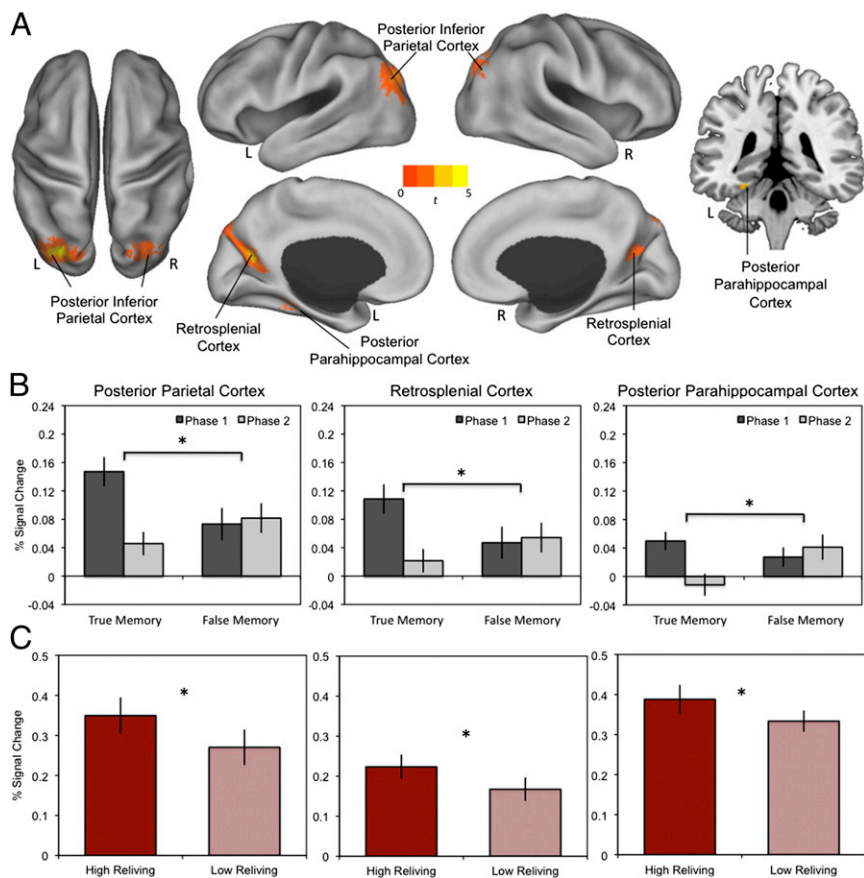 A
Posterior Inferior
Parietal Cortex
L
R
0
5
t
L
R
Posterior Inferior
Parietal Cortex
Retrosplenial
Cortex
L
Posterior
Parahippocampal Cortex
R
Retrosplenial
Cortex
L
Posterior
Parahippocampal
Cortex
B
Posterior Parietal Cortex
Retrosplenial Cortex
Posterior Parahippocampal Cortex
% Signal Change
0.24
0.2
0.16
0.12
0.08
0.04
0
-0.04
Phase 1
Phase 2
*
True Memory
False Memory
0.24
0.2
0.16
0.12
0.08
0.04
0
-0.04
Phase 1
Phase 2
*
True Memory
False Memory
0.24
0.2
0.16
0.12
0.08
0.04
0
-0.04
Phase 1
Phase 2
*
True Memory
False Memory
C
% Signal Change
0.5
0.4
0.3
0.2
0.1
0
*
High Reliving
Low Reliving
0.5
0.4
0.3
0.2
0.1
0
*
High Reliving
Low Reliving
0.5
0.4
0.3
0.2
0.1
0
*
High Reliving
Low Reliving